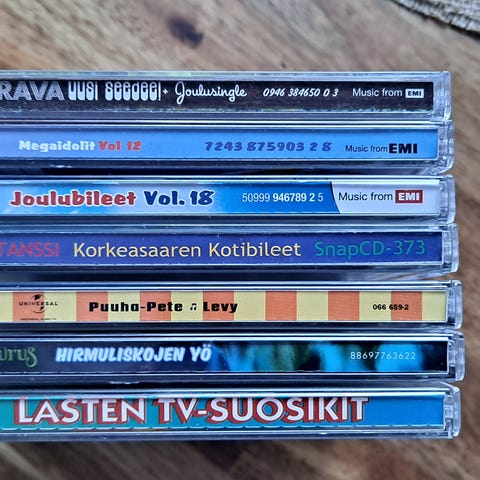 RAVA UUSI SEEDEE!+ Joulusingle 0946 384650 0 3 Music from EMI
Megaidolit Vol 12 7243 875903 2 8 Music from EMI
Joulubileet Vol. 18 50999 946789 2 5 Music from EMI
TANSSI Korkeasaaren Kotibileet SnapCD-373
UNIVERSAL Puuha-Pete ♫ Levy 066 659-2
urus HIRMULISKOJEN YÖ 88697763622
LASTEN TV-SUOSIKIT